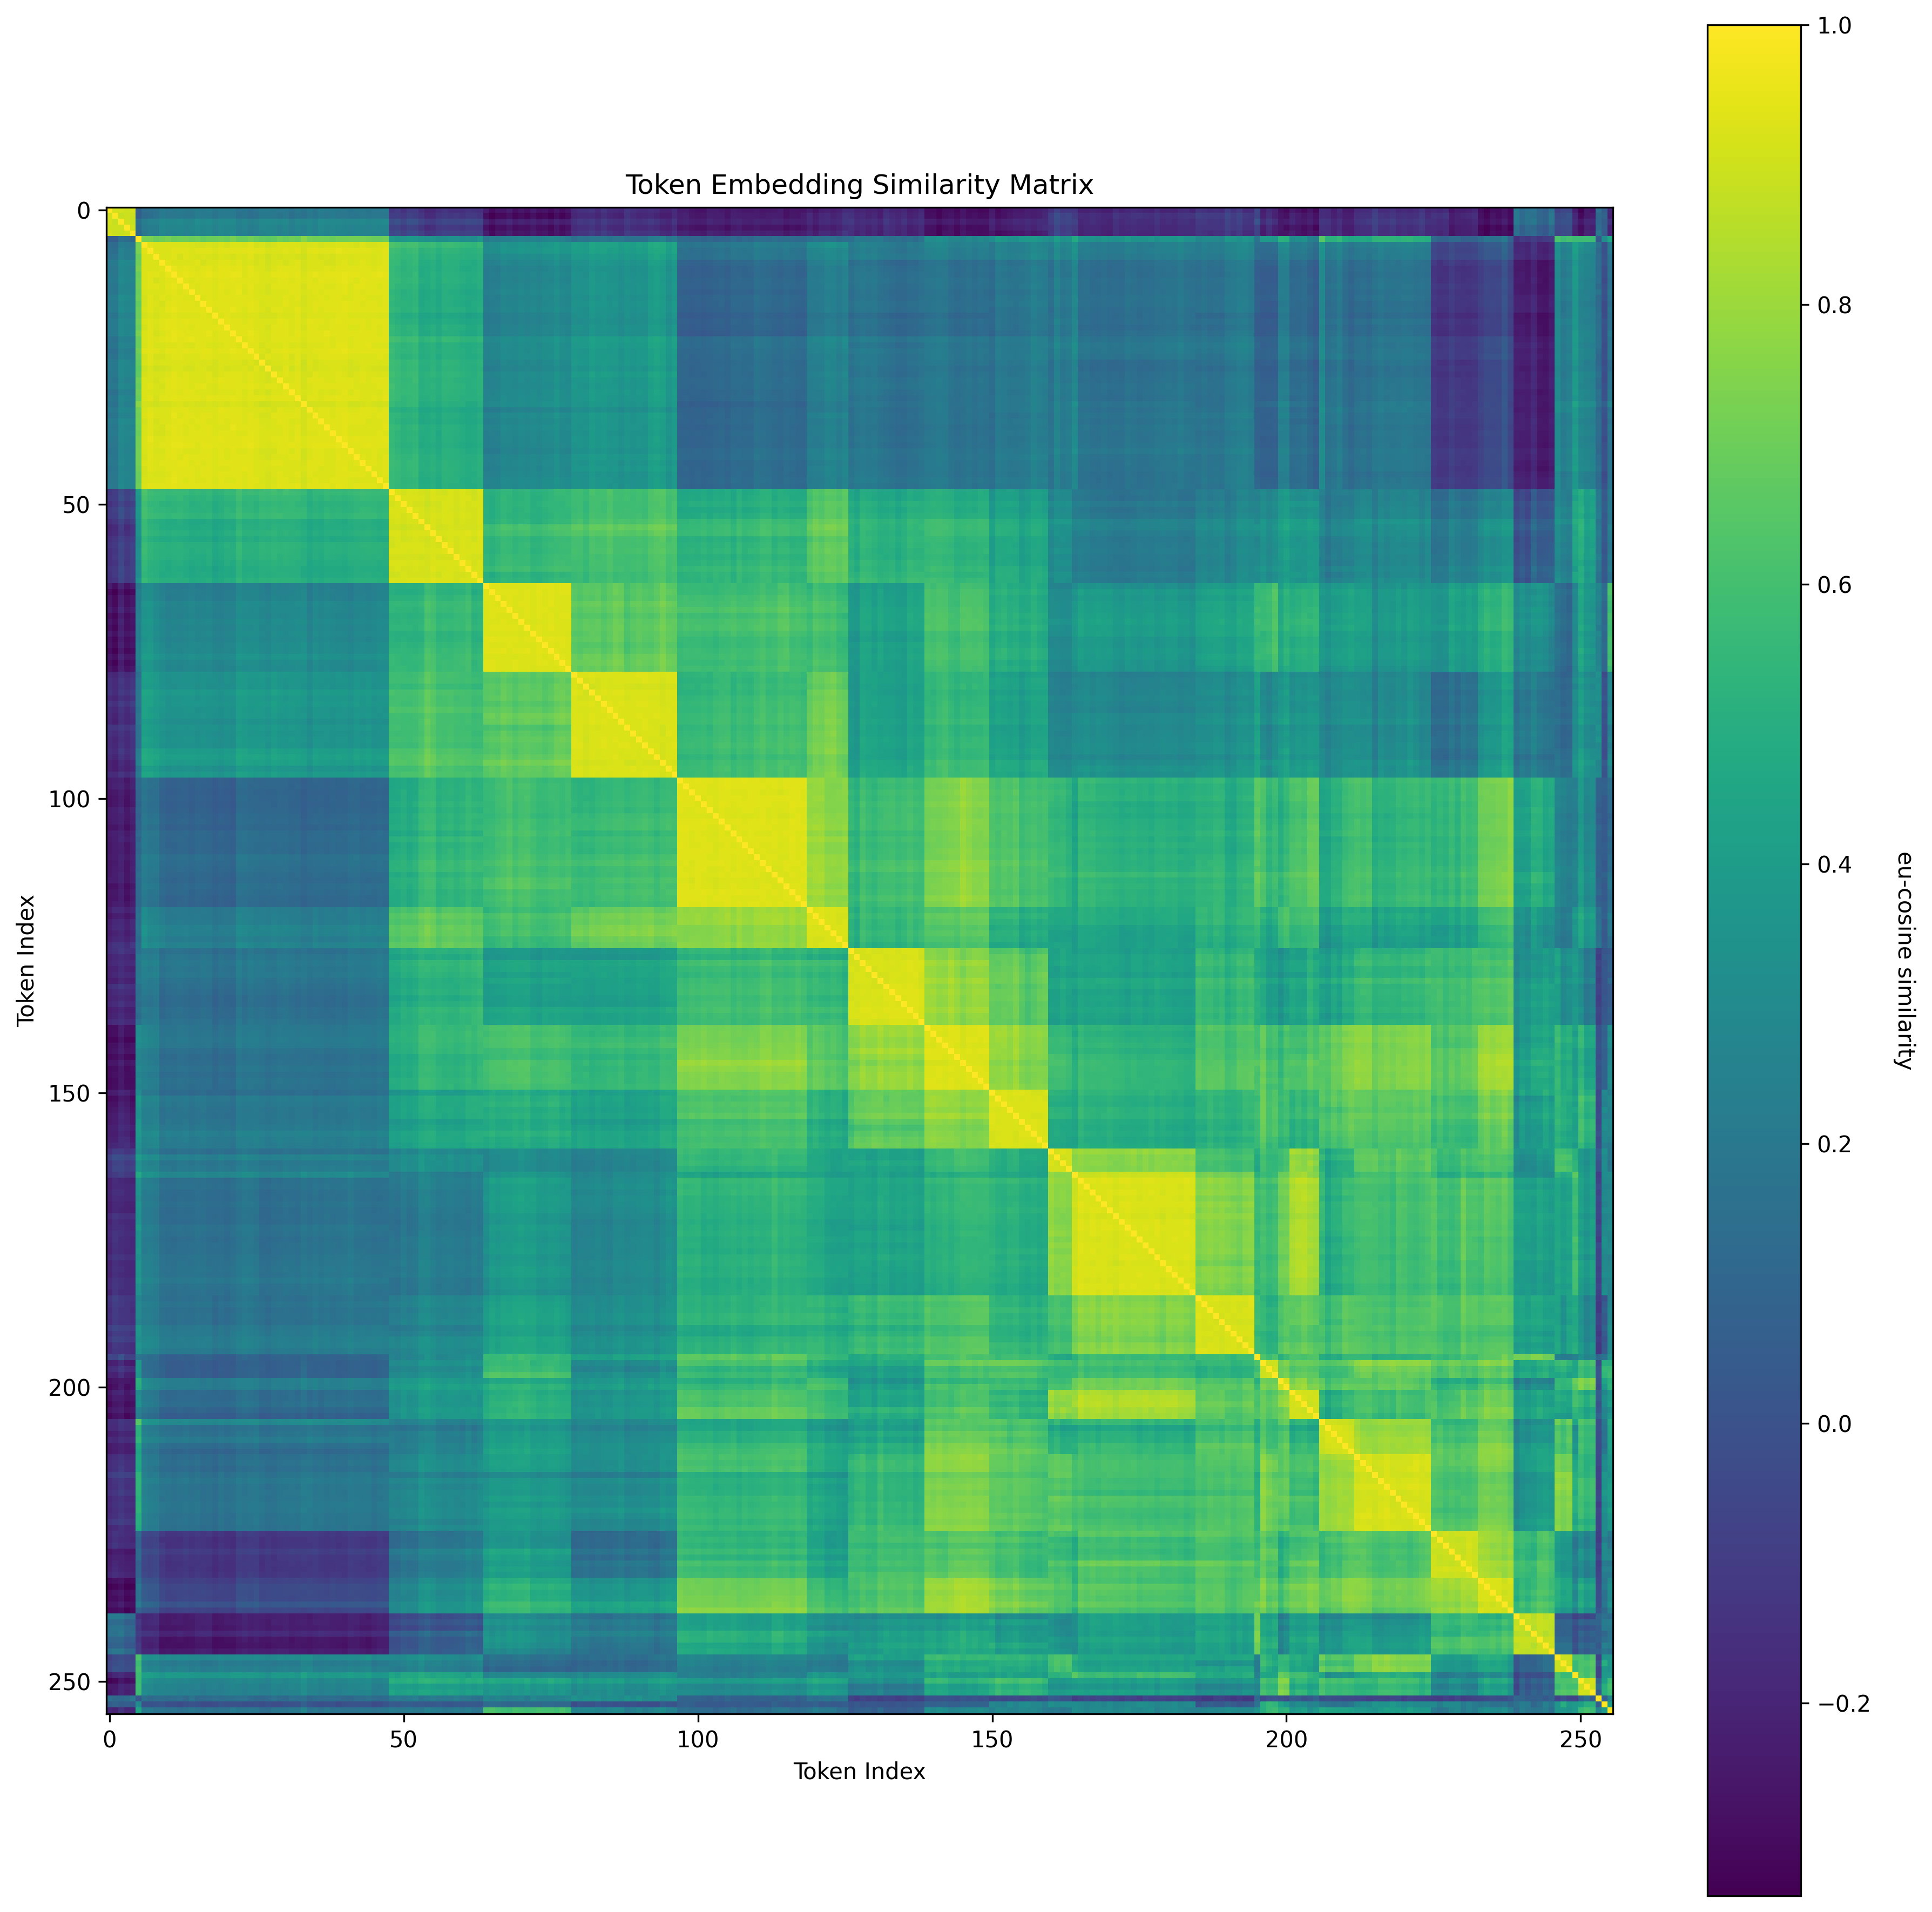 Token Embedding Similarity Matrix
1.0
0.8
0.6
0.4
0.2
0.0
−0.2
eu-cosine similarity
0
50
100
150
200
250
Token Index
0 50 100 150 200 250
Token Index